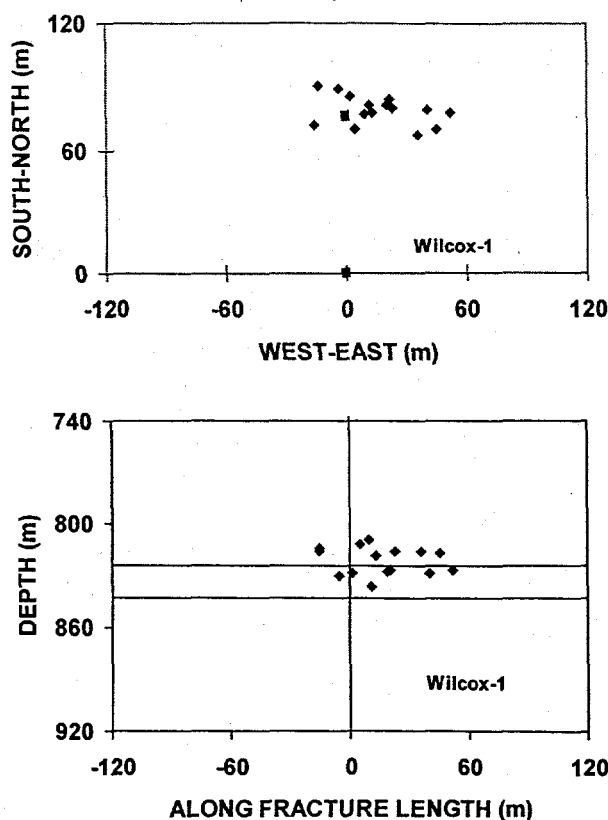 120
60
0
SOUTH-NORTH (m)
Wilcox-1
-120 -60 0 60 120
WEST-EAST (m)
740
800
860
920
DEPTH (m)
Wilcox-1
-120 -60 0 60 120
ALONG FRACTURE LENGTH (m)